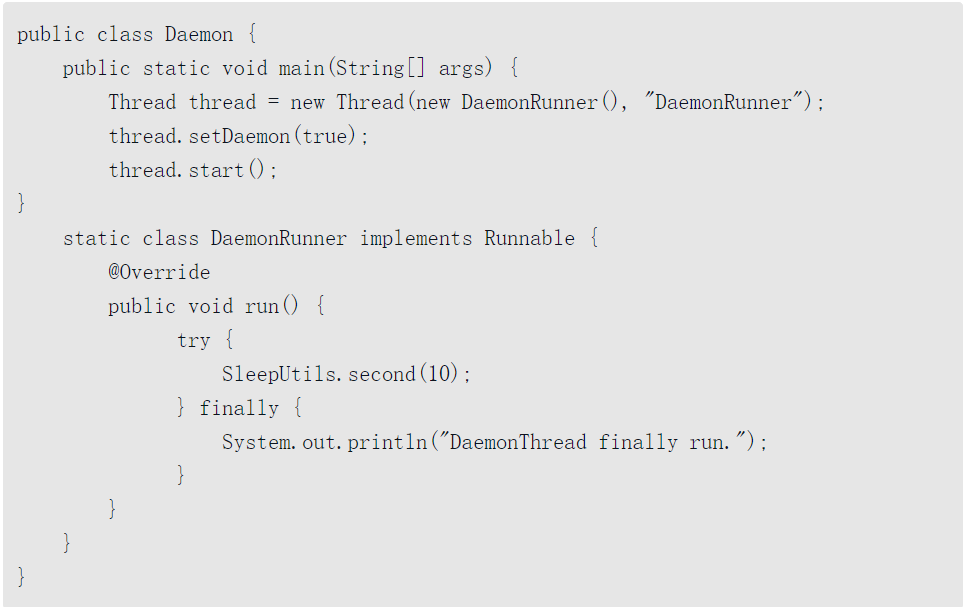 public class Daemon {
    public static void main(String[] args) {
        Thread thread = new Thread(new DaemonRunner(), "DaemonRunner");
        thread.setDaemon(true);
        thread.start();
}
    static class DaemonRunner implements Runnable {
        @Override
        public void run() {
              try {
                  SleepUtils.second(10);
              } finally {
                  System.out.println("DaemonThread finally run.");
              }
        }
    }
}